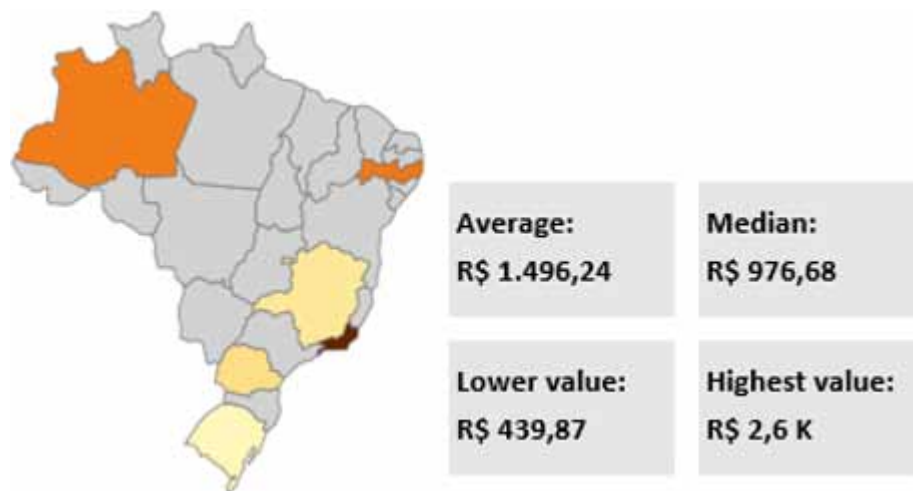 Average:
R$ 1.496,24
Median:
R$ 976,68
Lower value:
R$ 439,87
Highest value:
R$ 2,6 K